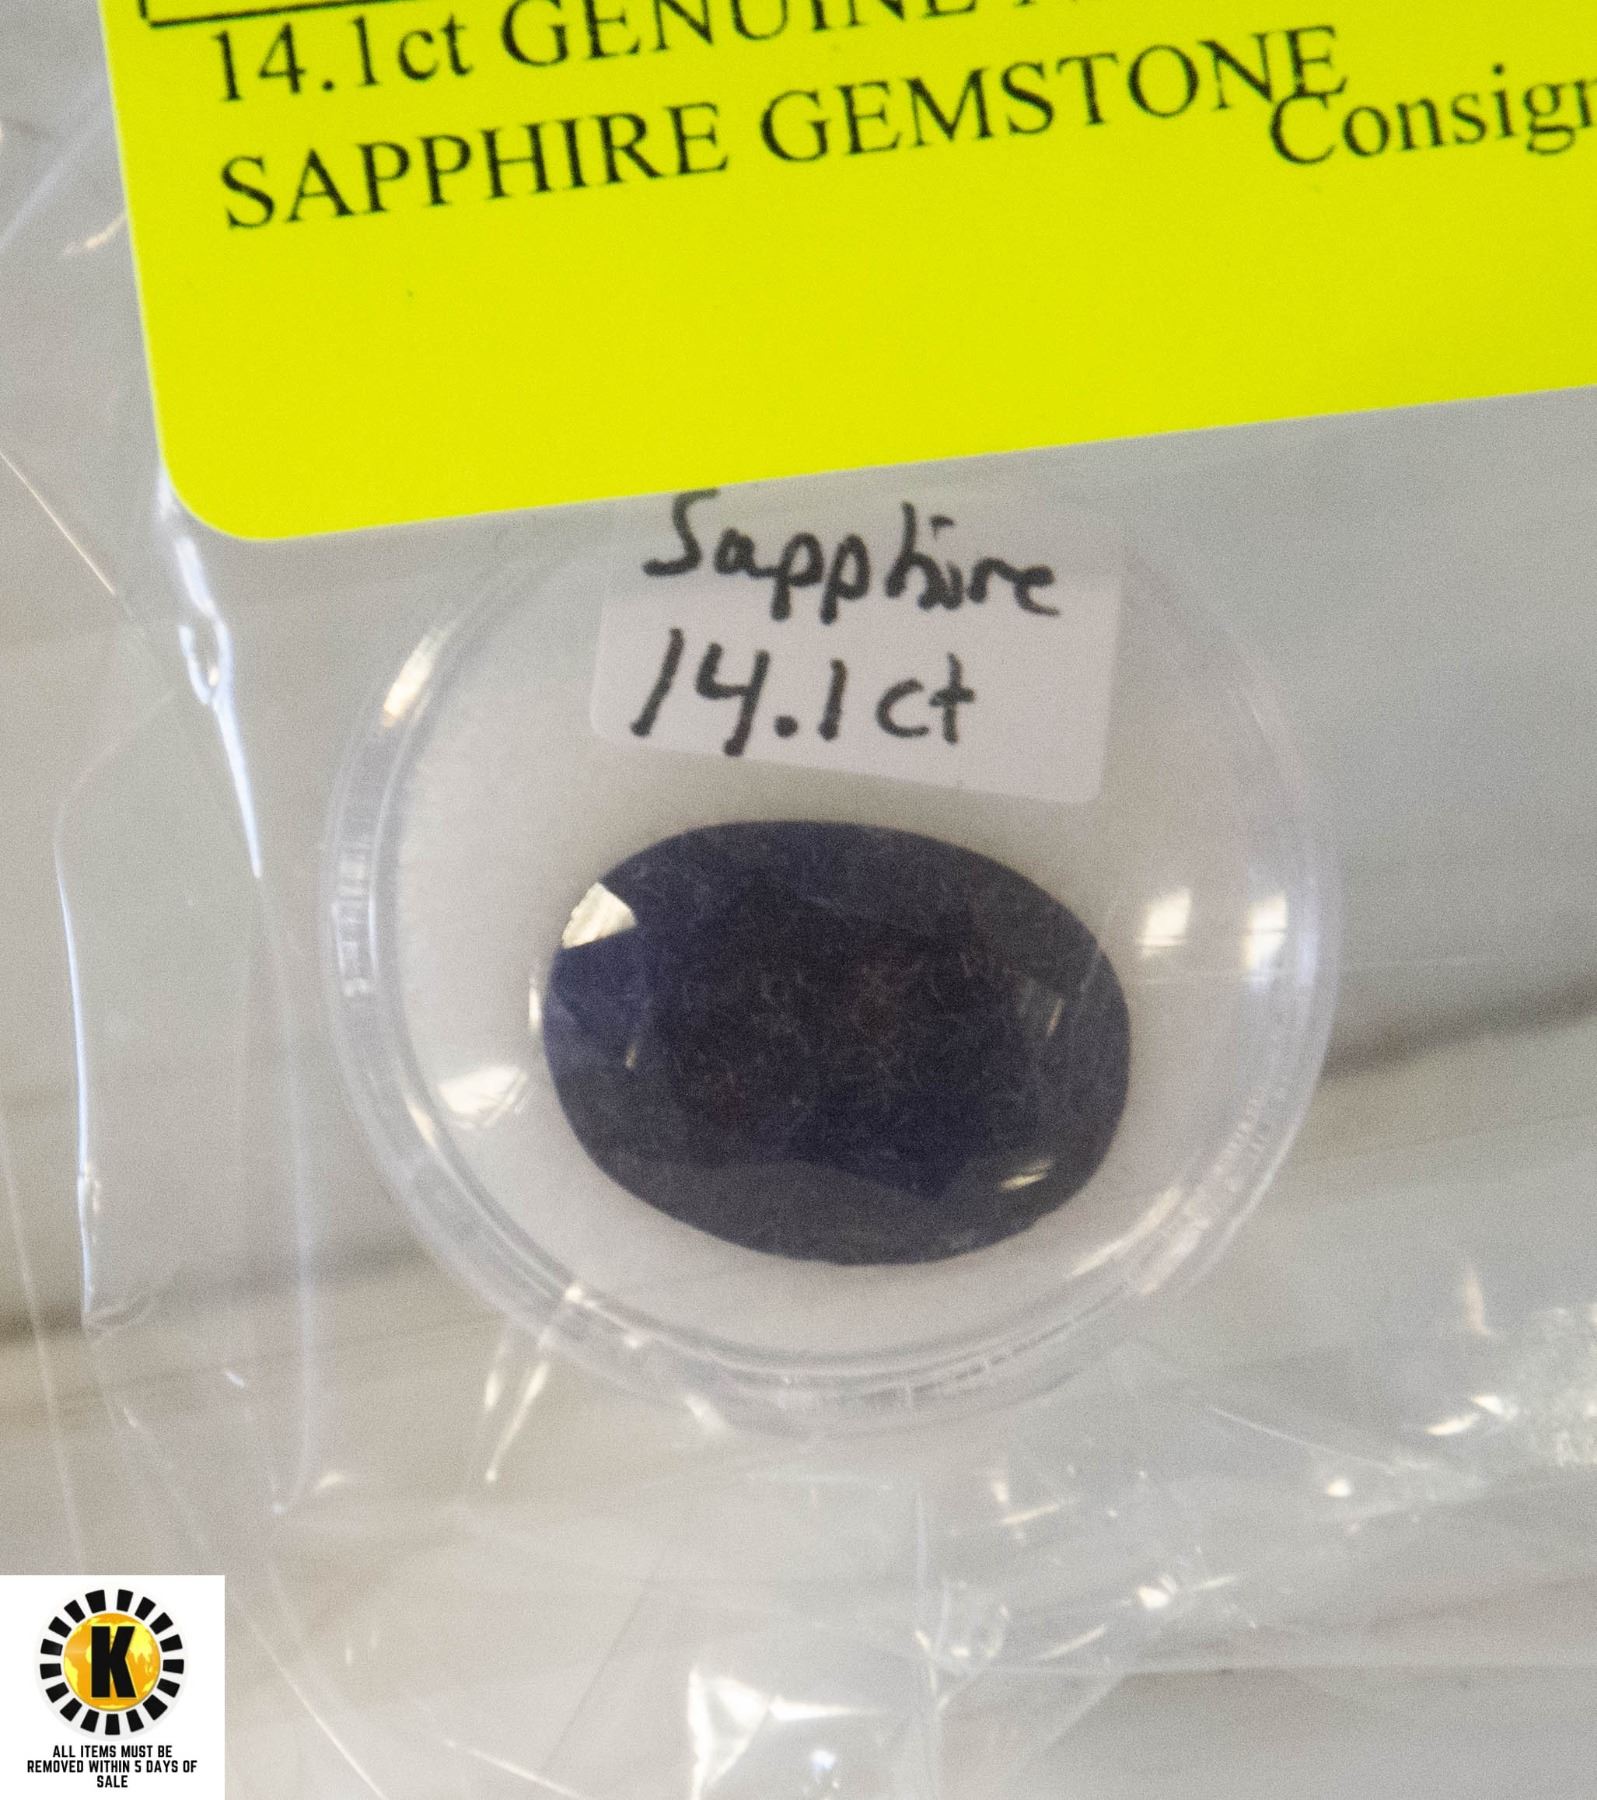 14.1ct GENUINE
SAPPHIRE GEMSTONE
Consign
Sapphire
14.1ct
K
ALL ITEMS MUST BE
REMOVED WITHIN 5 DAYS OF
SALE